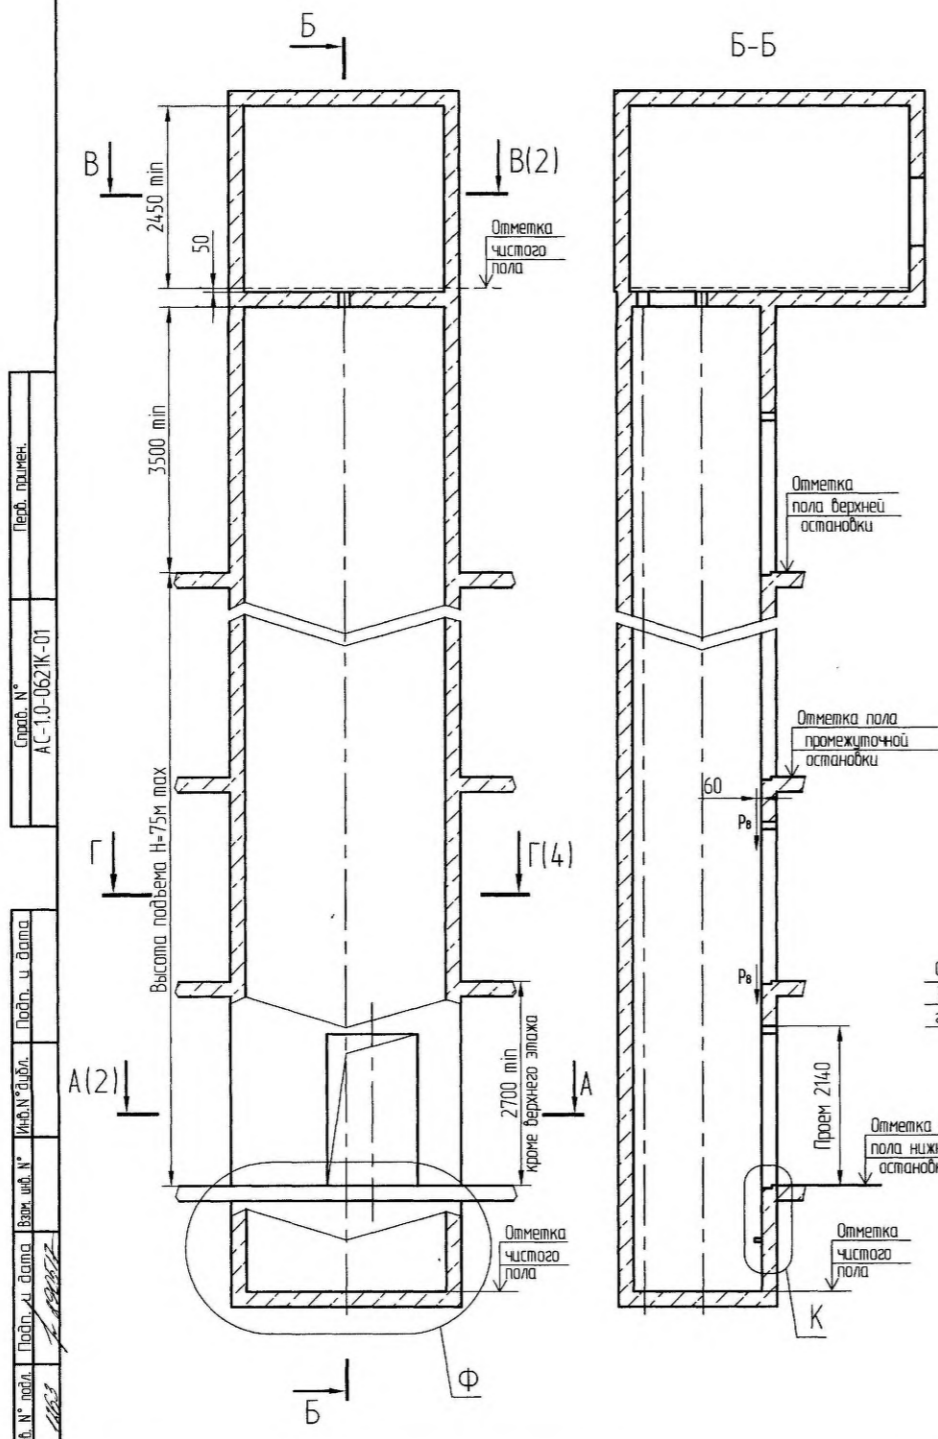 Б
Б-Б
В
В(2)
2450 min
50
Отметка
чистого
пола
3500 min
Отметка
пола верхней
остановки
Перв. примен.
Справ. N°
АС-1.0-0621К-01
Высота подъема Н=75м max
Отметка пола
промежуточной
остановки
60
Рв
Г
Г(4)
Рв
2700 min
кроме верхнего этажа
А(2)
А
Проем 2140
Отметка
пола
Отметка
чистого
пола
Отметка
чистого
пола
К
Ф
Б
Подп. и дата
Инв.N°дубл.
Взам. инв. N°
Подп. и дата
N° подл.